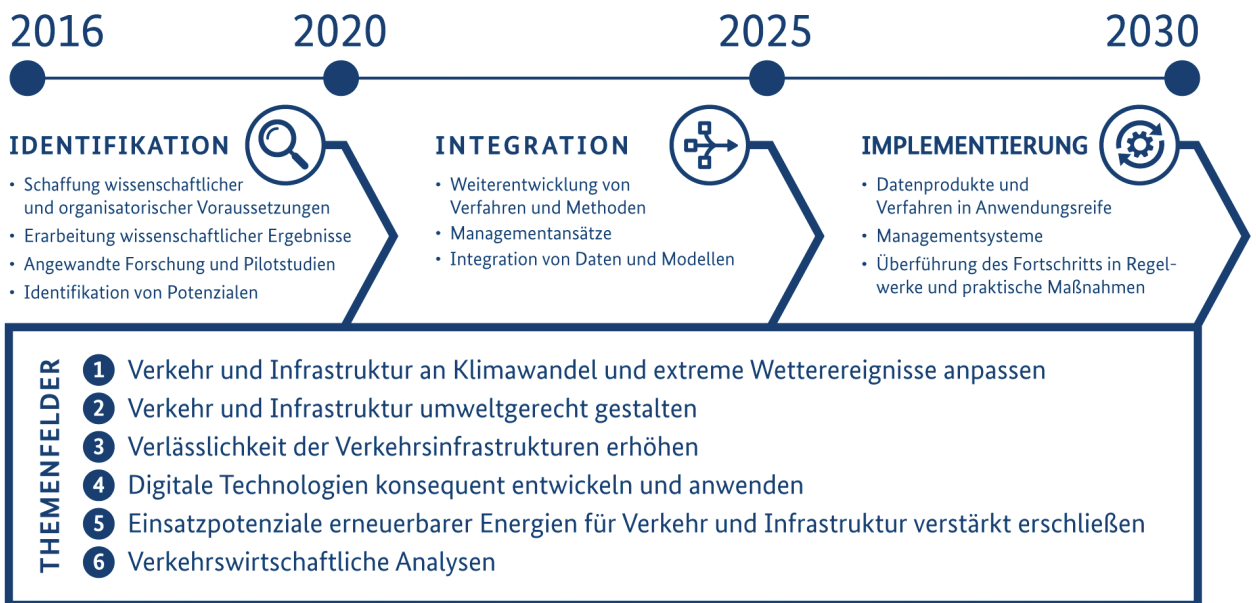 2016
2020
2025
2030
IDENTIFIKATION
• Schaffung wissenschaftlicher
und organisatorischer Voraussetzungen
• Erarbeitung wissenschaftlicher Ergebnisse
• Angewandte Forschung und Pilotstudien
• Identifikation von Potenzialen
INTEGRATION
• Weiterentwicklung von
Verfahren und Methoden
• Managementansätze
• Integration von Daten und Modellen
IMPLEMENTIERUNG
• Datenprodukte und
Verfahren in Anwendungsreife
• Managementsysteme
• Überführung des Fortschritts in Regel-
werke und praktische Maßnahmen
THEMENFELDER
1 Verkehr und Infrastruktur an Klimawandel und extreme Wetterereignisse anpassen
2 Verkehr und Infrastruktur umweltgerecht gestalten
3 Verlässlichkeit der Verkehrsinfrastrukturen erhöhen
4 Digitale Technologien konsequent entwickeln und anwenden
5 Einsatzpotenziale erneuerbarer Energien für Verkehr und Infrastruktur verstärkt erschließen
6 Verkehrswirtschaftliche Analysen